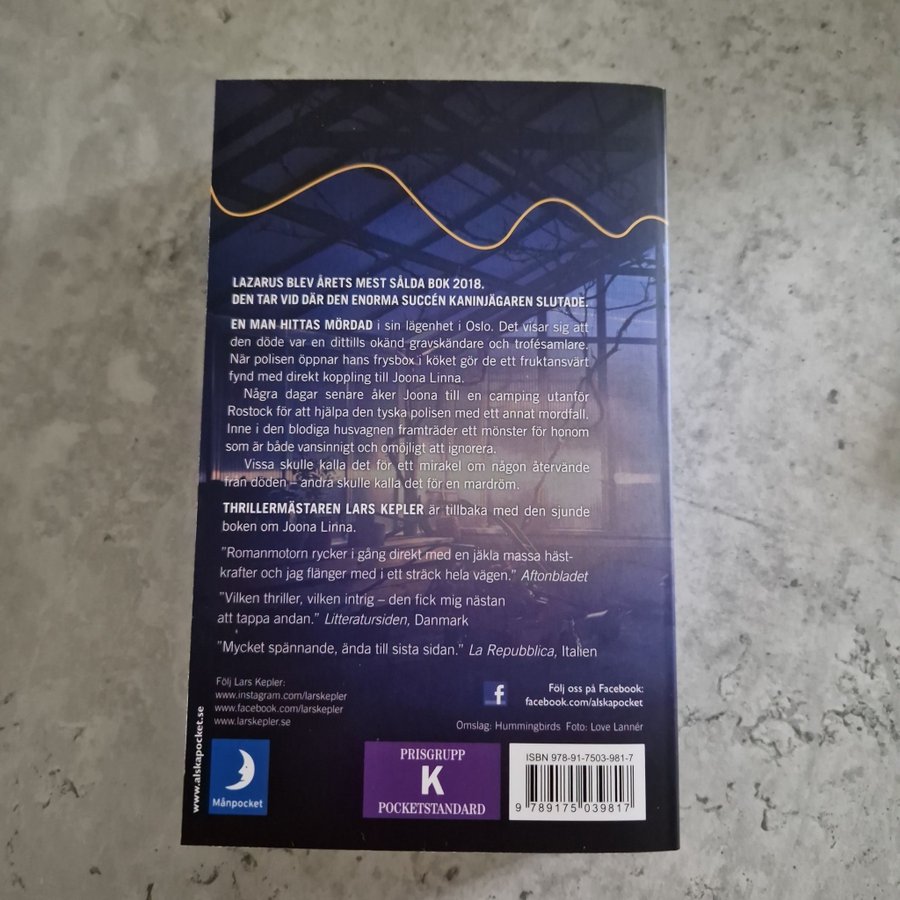 LAZARUS BLEV ÅRETS MEST SÅLDA BOK 2018.
DEN TAR VID DÄR DEN ENORMA SUCCÉN KANINJÄGAREN SLUTADE.
EN MAN HITTAS MÖRDAD i sin lägenhet i Oslo. Det visar sig att
den döde var en dittills okänd gravskändare och trofésamlare.
När polisen öppnar hans frysbox i köket gör de ett fruktansvärt
fynd med direkt koppling till Joona Linna.
Några dagar senare åker Joona till en camping utanför
Rostock för att hjälpa den tyska polisen med ett annat mordfall.
Inne i den blodiga husvagnen framträder ett mönster för honom
som är både vansinnigt och omöjligt att ignorera.
Vissa skulle kalla det för ett mirakel om någon återvände
från döden – andra skulle kalla det för en mardröm.
THRILLERMÄSTAREN LARS KEPLER är tillbaka med den sjunde
boken om Joona Linna.
"Romanmotorn rycker i gång direkt med en jäkla massa häst-
krafter och jag flänger med i ett sträck hela vägen." Aftonbladet
"Vilken thriller, vilken intrig – den fick mig nästan
att tappa andan." Litteratursiden, Danmark
"Mycket spännande, ända till sista sidan." La Repubblica, Italien
Följ Lars Kepler:
www.instagram.com/larskepler
www.facebook.com/larskepler
www.larskepler.se
f
Följ oss på Facebook:
facebook.com/alskapocket
Omslag: Hummingbirds Foto: Love Lannér
www.alskapocket.se
Månpocket
PRISGRUPP
K
POCKETSTANDARD
ISBN 978-91-7503-981-7
9 789175 039817